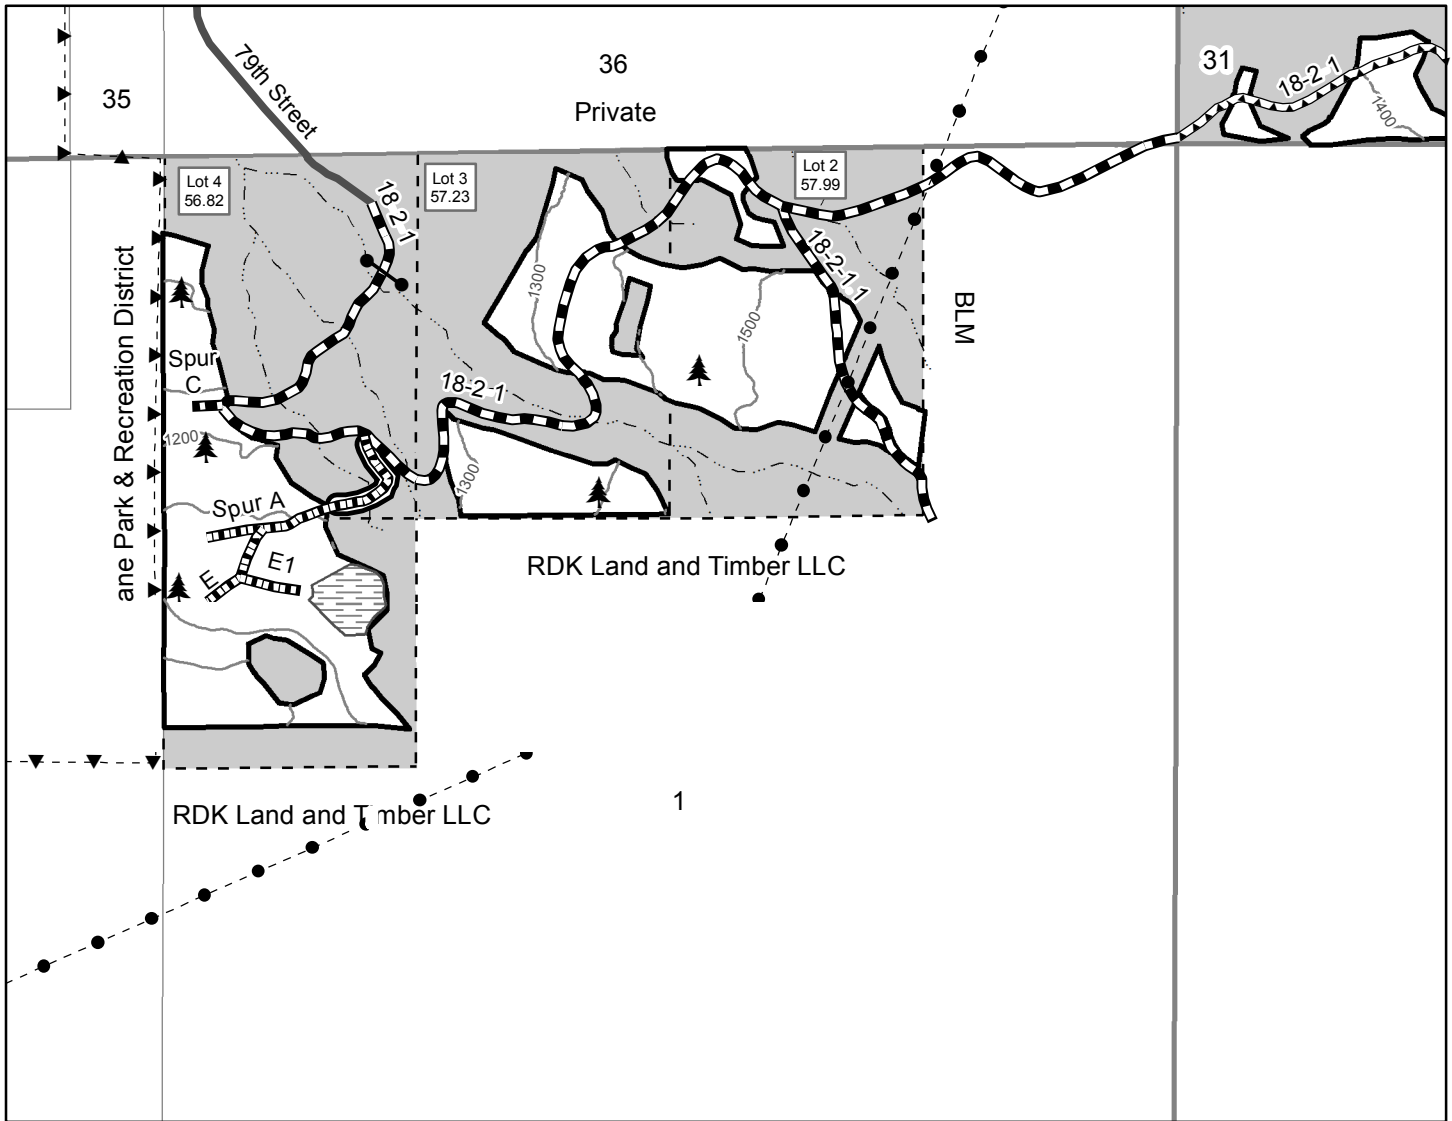 36
31
18-2-1
79th Street
35
Private
1400
Lot 4
56.82
Lot 3
57.23
Lot 2
57.99
18-2-1
18-2-1-1
1300
1500
BLM
ane Park & Recreation District
Spur
C
18-2-1
1200
1300
Spur A
E1
E
RDK Land and Timber LLC
1
RDK Land and T mber LLC